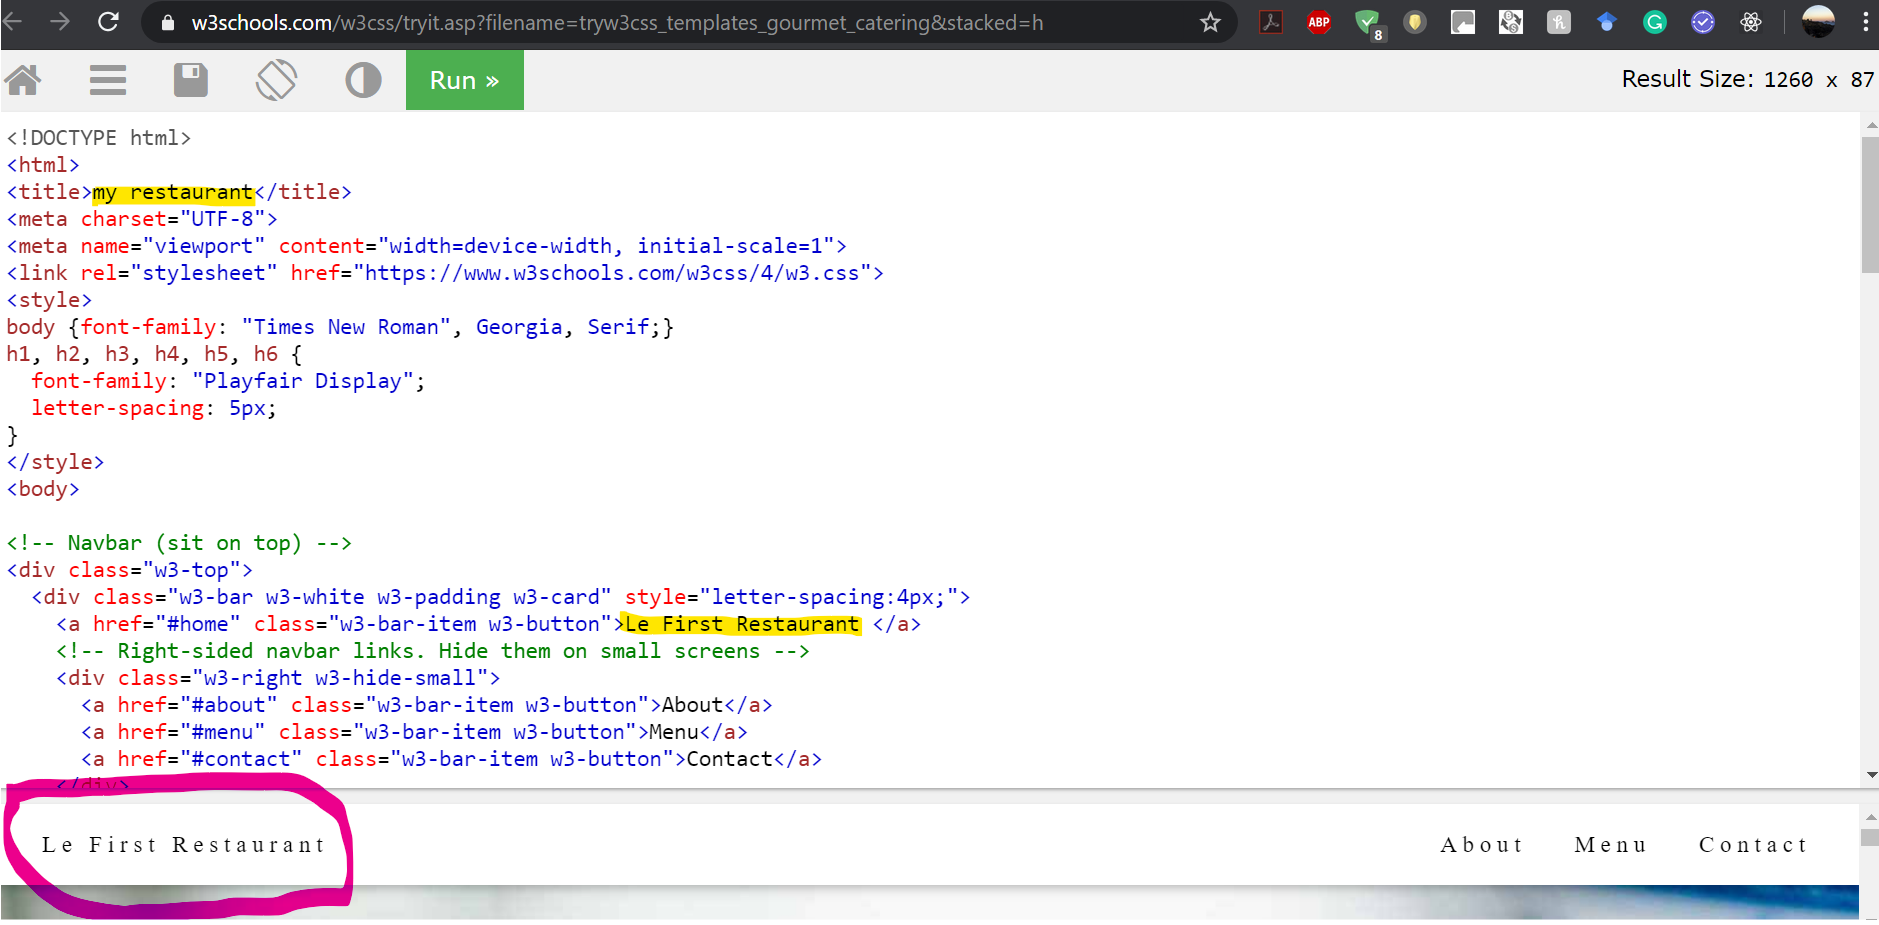 w3schools.com/w3css/tryit.asp?filename=tryw3css_templates_gourmet_catering&stacked=h
ABP
8
Run »
Result Size: 1260 x 87
<!DOCTYPE html>
<html>
<title>my restaurant</title>
<meta charset="UTF-8">
<meta name="viewport" content="width=device-width, initial-scale=1">
<link rel="stylesheet" href="https://www.w3schools.com/w3css/4/w3.css">
<style>
body {font-family: "Times New Roman", Georgia, Serif;}
h1, h2, h3, h4, h5, h6 {
  font-family: "Playfair Display";
  letter-spacing: 5px;
}
</style>
<body>

<!-- Navbar (sit on top) -->
<div class="w3-top">
  <div class="w3-bar w3-white w3-padding w3-card" style="letter-spacing:4px;">
    <a href="#home" class="w3-bar-item w3-button">Le First Restaurant </a>
    <!-- Right-sided navbar links. Hide them on small screens -->
    <div class="w3-right w3-hide-small">
      <a href="#about" class="w3-bar-item w3-button">About</a>
      <a href="#menu" class="w3-bar-item w3-button">Menu</a>
      <a href="#contact" class="w3-bar-item w3-button">Contact</a>
    </div>
Le First Restaurant About Menu Contact